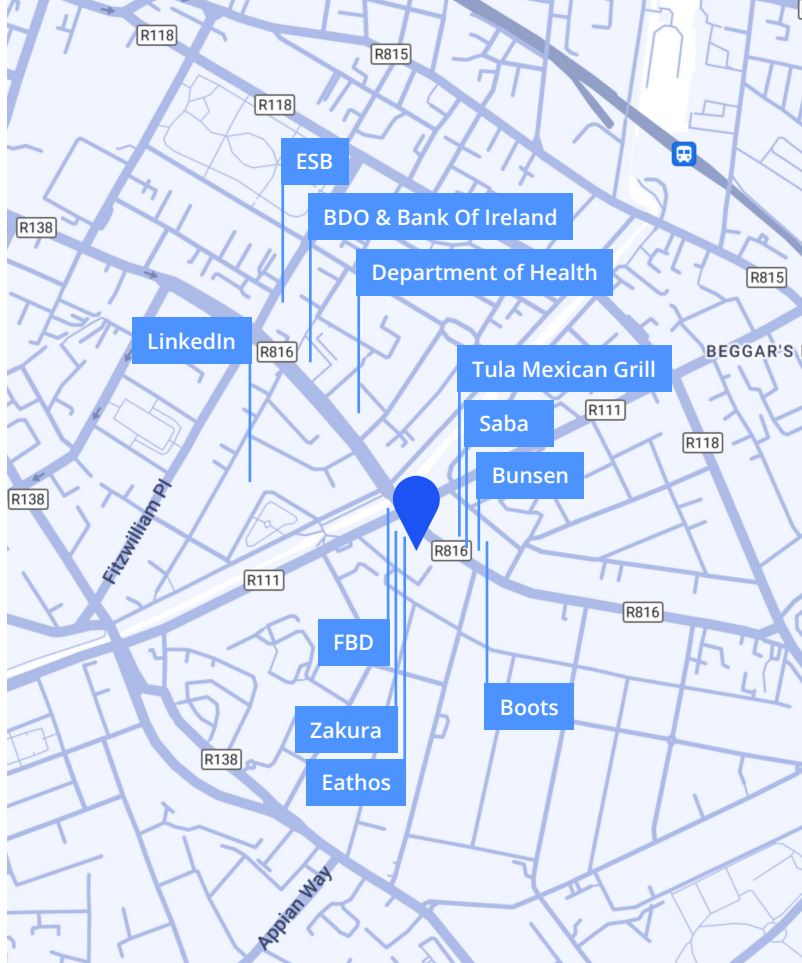 R118
R815
R118
ESB
BDO & Bank Of Ireland
R138
Department of Health
R815
LinkedIn
R816
BEGGAR'S
Tula Mexican Grill
R111
Saba
R118
Bunsen
R138
Fitzwilliam Pl
R816
R111
R816
FBD
Boots
Zakura
R138
Eathos
Appian Way